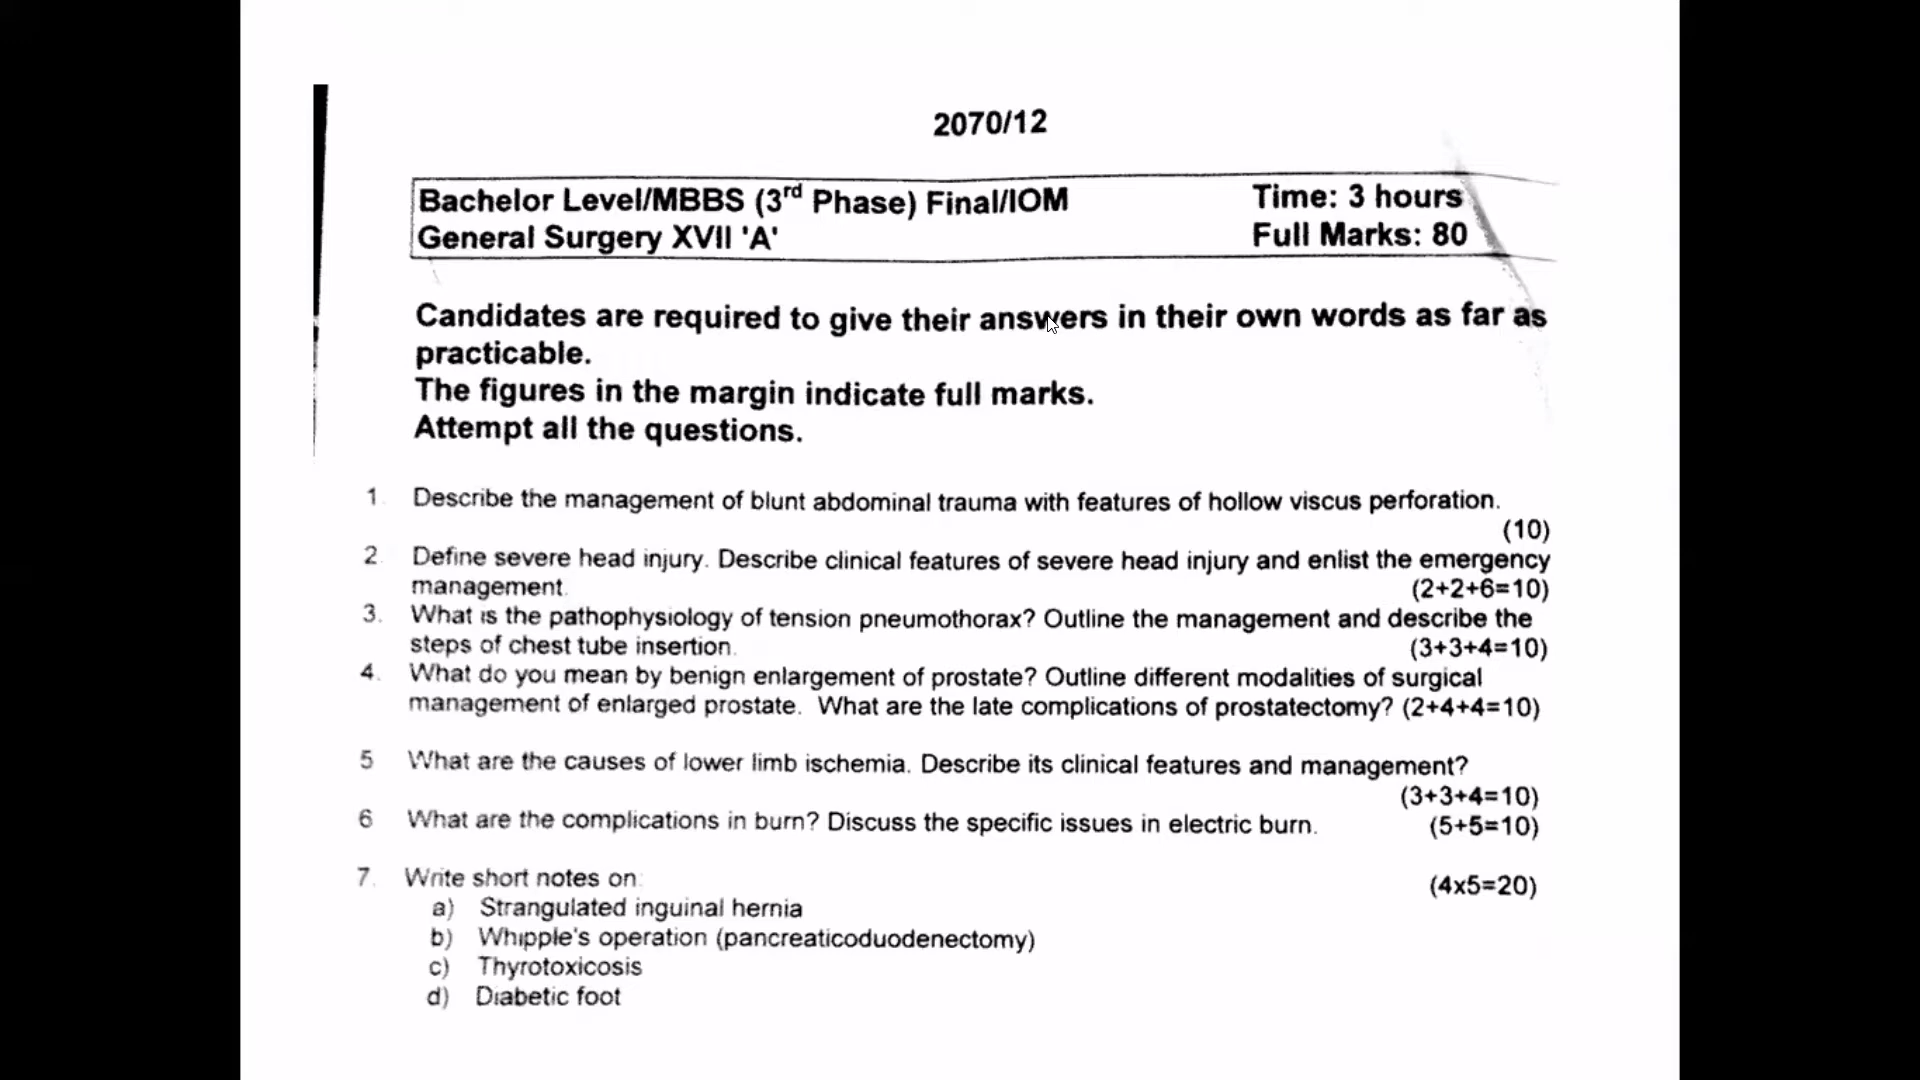 2070/12
Bachelor Level/MBBS (3rd Phase) Final/IOM Time: 3 hours
General Surgery XVII 'A' Full Marks: 80
Candidates are required to give their answers in their own words as far as
practicable.
The figures in the margin indicate full marks.
Attempt all the questions.
1. Describe the management of blunt abdominal trauma with features of hollow viscus perforation.
(10)
2. Define severe head injury. Describe clinical features of severe head injury and enlist the emergency
management. (2+2+6=10)
3. What is the pathophysiology of tension pneumothorax? Outline the management and describe the
steps of chest tube insertion. (3+3+4=10)
4. What do you mean by benign enlargement of prostate? Outline different modalities of surgical
management of enlarged prostate. What are the late complications of prostatectomy? (2+4+4=10)
5 What are the causes of lower limb ischemia. Describe its clinical features and management?
(3+3+4=10)
6 What are the complications in burn? Discuss the specific issues in electric burn. (5+5=10)
7. Write short notes on: (4x5=20)
a) Strangulated inguinal hernia
b) Whipple's operation (pancreaticoduodenectomy)
c) Thyrotoxicosis
d) Diabetic foot